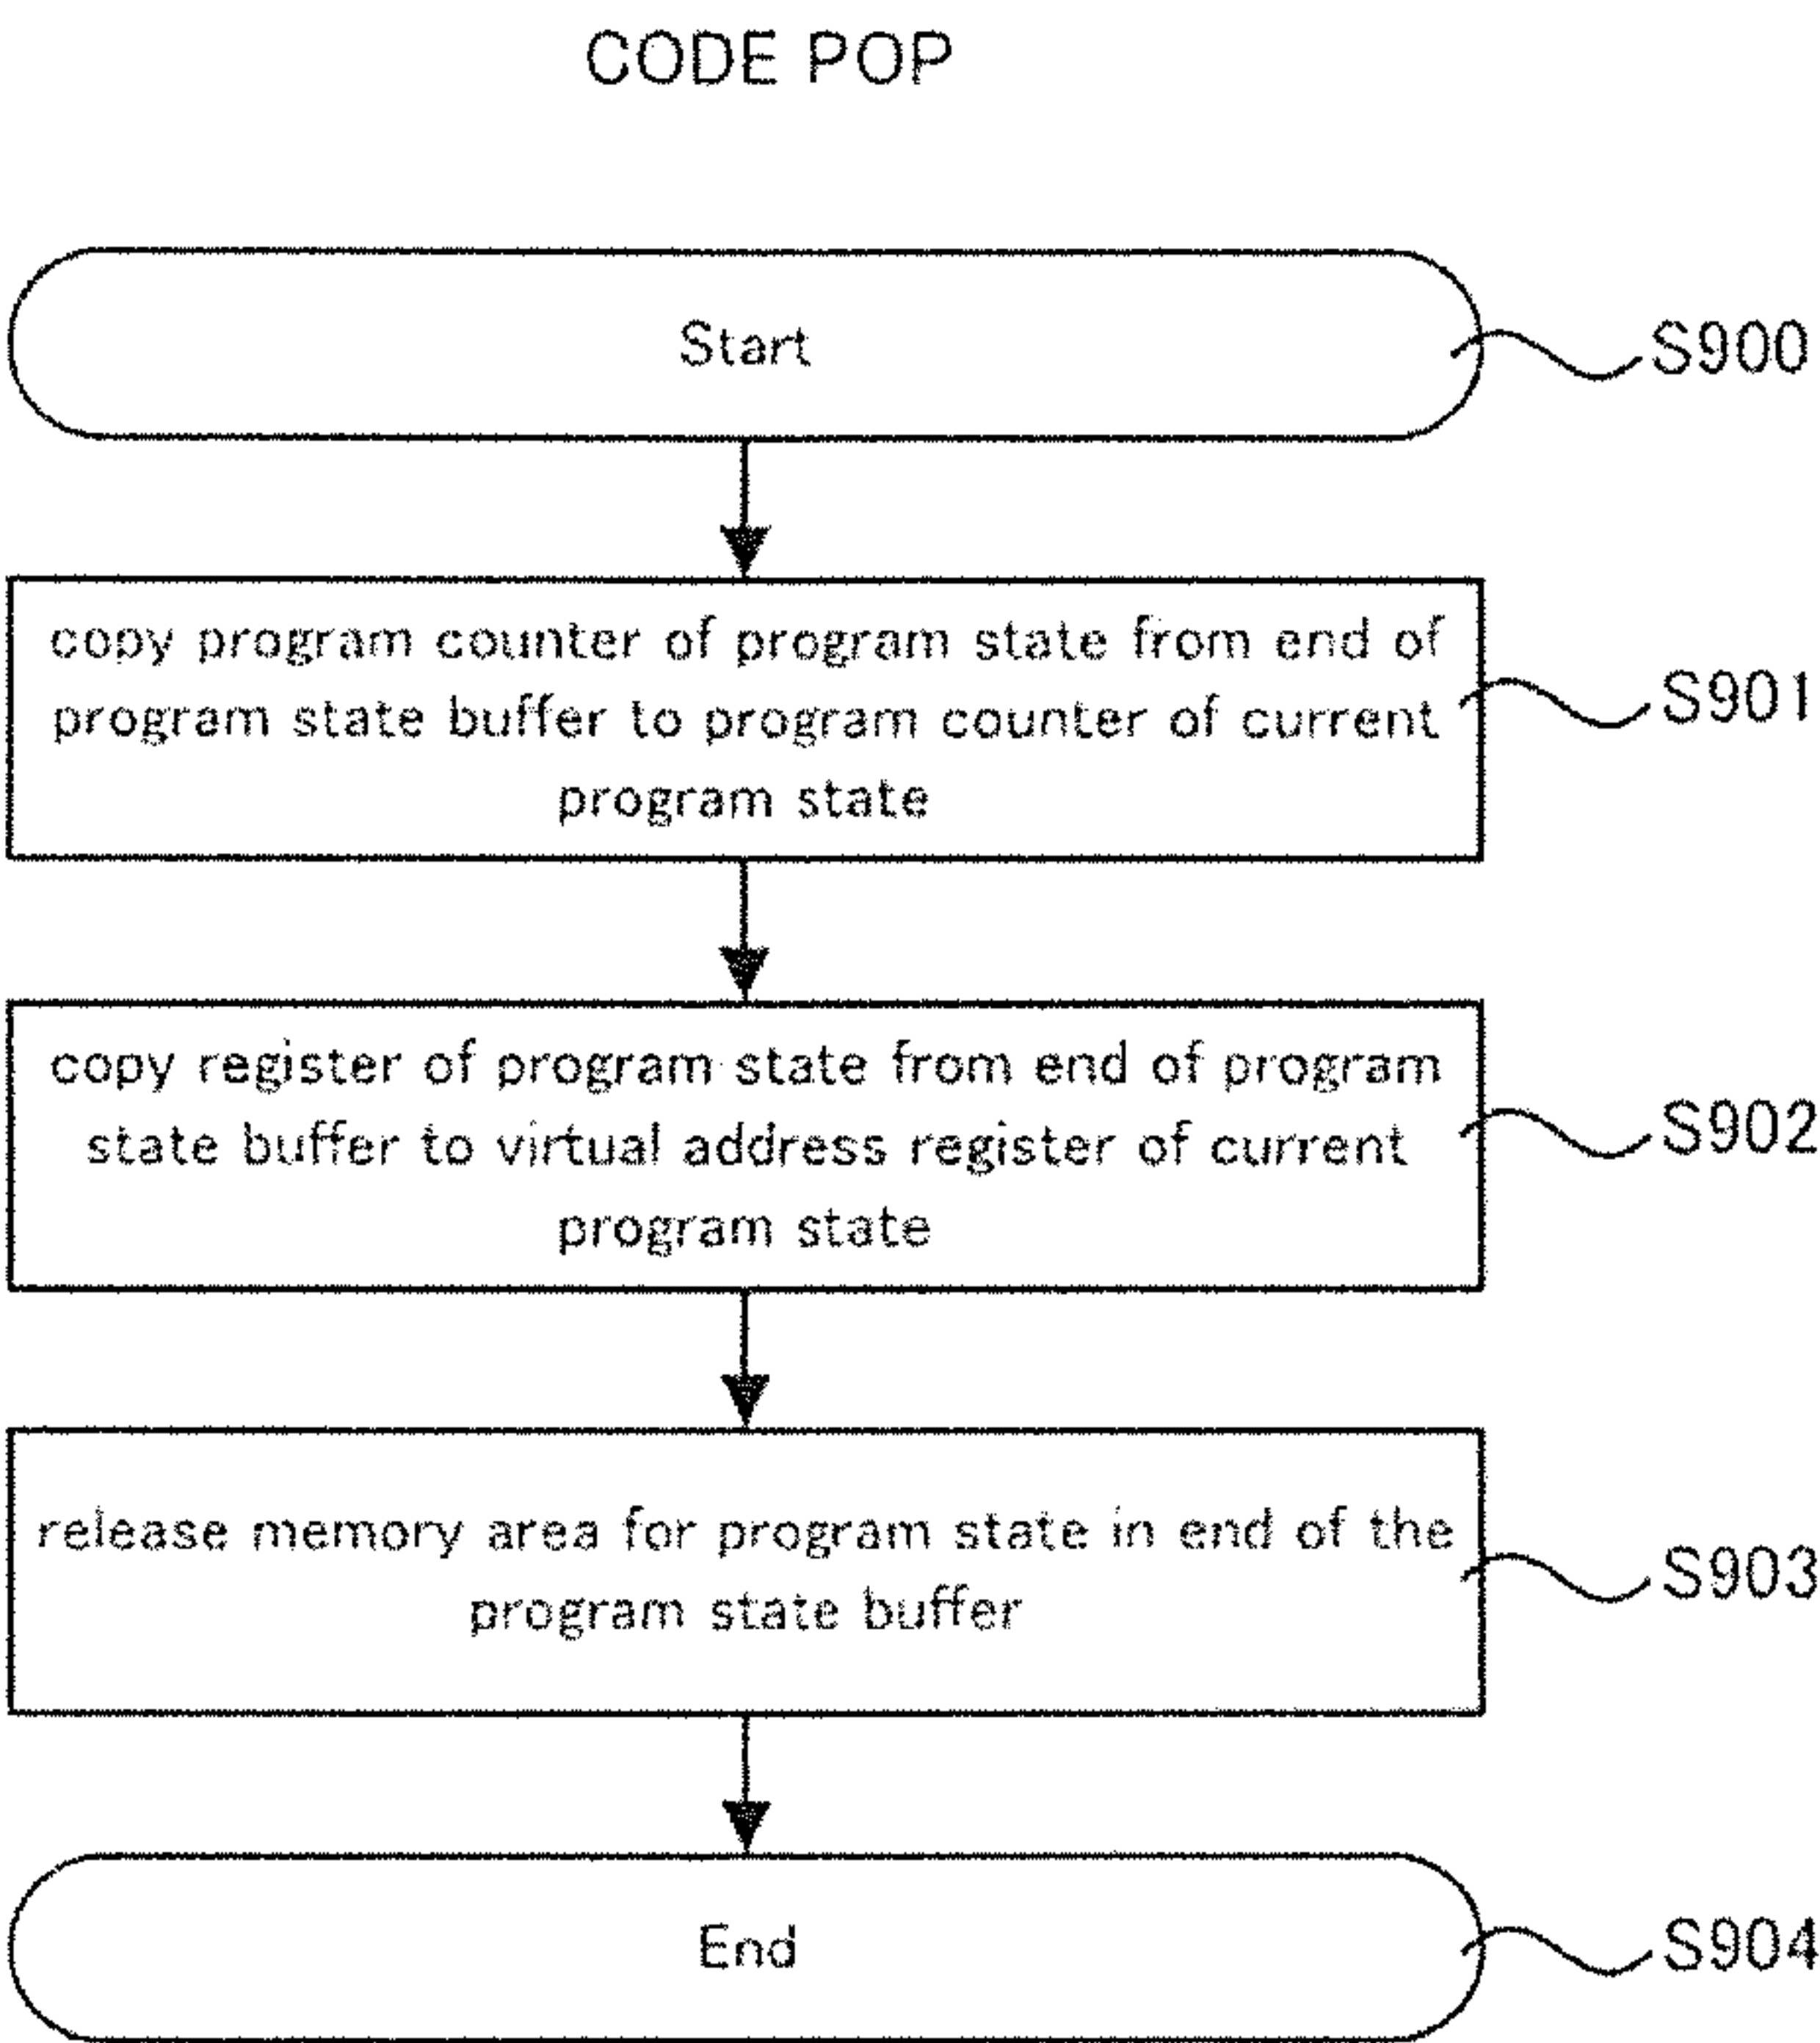 CODE POP
Start
S900
copy program counter of program state from end of
program state buffer to program counter of current
program state
S901
copy register of program state from end of program
state buffer to virtual address register of current
program state
S902
release memory area for program state in end of the
program state buffer
S903
End
S904